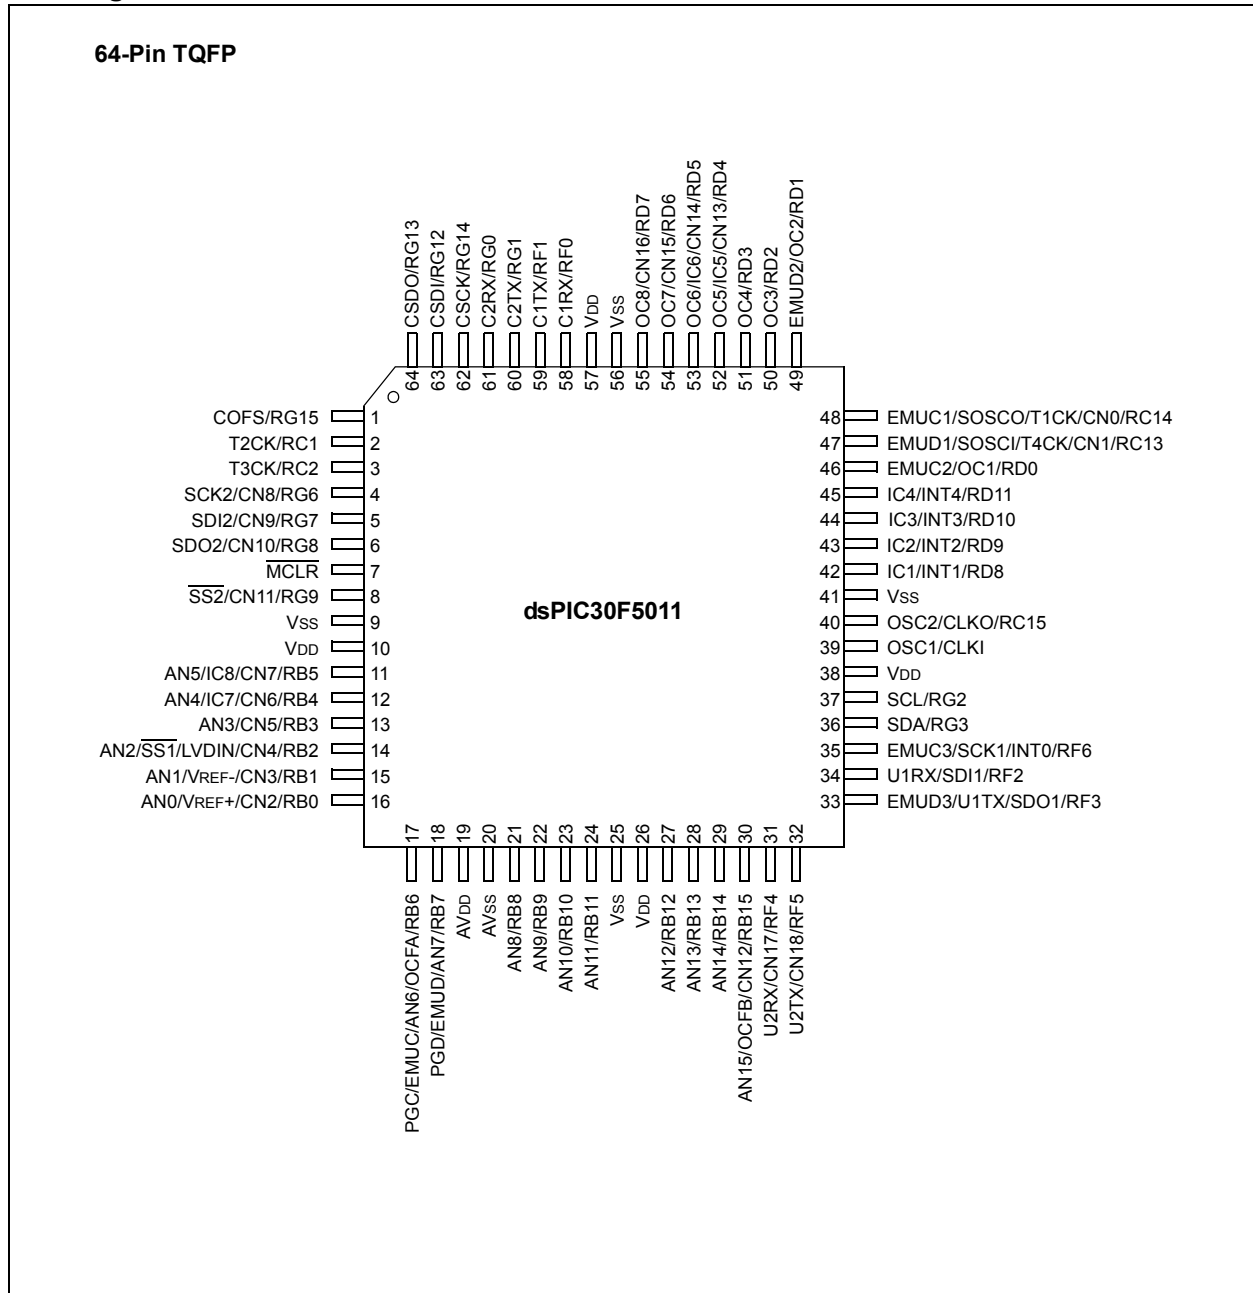 64-Pin TQFP
CSDO/RG13
CSDI/RG12
CSCK/RG14
C2RX/RG0
C2TX/RG1
C1TX/RF1
C1RX/RF0
VDD
VSS
OC8/CN16/RD7
OC7/CN15/RD6
OC6/IC6/CN14/RD5
OC5/IC5/CN13/RD4
OC4/RD3
OC3/RD2
EMUD2/OC2/RD1
64
63
62
61
60
59
58
57
56
55
54
53
52
51
50
49
COFS/RG15 1
T2CK/RC1 2
T3CK/RC2 3
SCK2/CN8/RG6 4
SDI2/CN9/RG7 5
SDO2/CN10/RG8 6
MCLR 7
SS2/CN11/RG9 8
VSS 9
VDD 10
AN5/IC8/CN7/RB5 11
AN4/IC7/CN6/RB4 12
AN3/CN5/RB3 13
AN2/SS1/LVDIN/CN4/RB2 14
AN1/VREF-/CN3/RB1 15
AN0/VREF+/CN2/RB0 16
dsPIC30F5011
48 EMUC1/SOSCO/T1CK/CN0/RC14
47 EMUD1/SOSCI/T4CK/CN1/RC13
46 EMUC2/OC1/RD0
45 IC4/INT4/RD11
44 IC3/INT3/RD10
43 IC2/INT2/RD9
42 IC1/INT1/RD8
41 VSS
40 OSC2/CLKO/RC15
39 OSC1/CLKI
38 VDD
37 SCL/RG2
36 SDA/RG3
35 EMUC3/SCK1/INT0/RF6
34 U1RX/SDI1/RF2
33 EMUD3/U1TX/SDO1/RF3
17
18
19
20
21
22
23
24
25
26
27
28
29
30
31
32
PGC/EMUC/AN6/OCFA/RB6
PGD/EMUD/AN7/RB7
AVDD
AVSS
AN8/RB8
AN9/RB9
AN10/RB10
AN11/RB11
VSS
VDD
AN12/RB12
AN13/RB13
AN14/RB14
AN15/OCFB/CN12/RB15
U2RX/CN17/RF4
U2TX/CN18/RF5